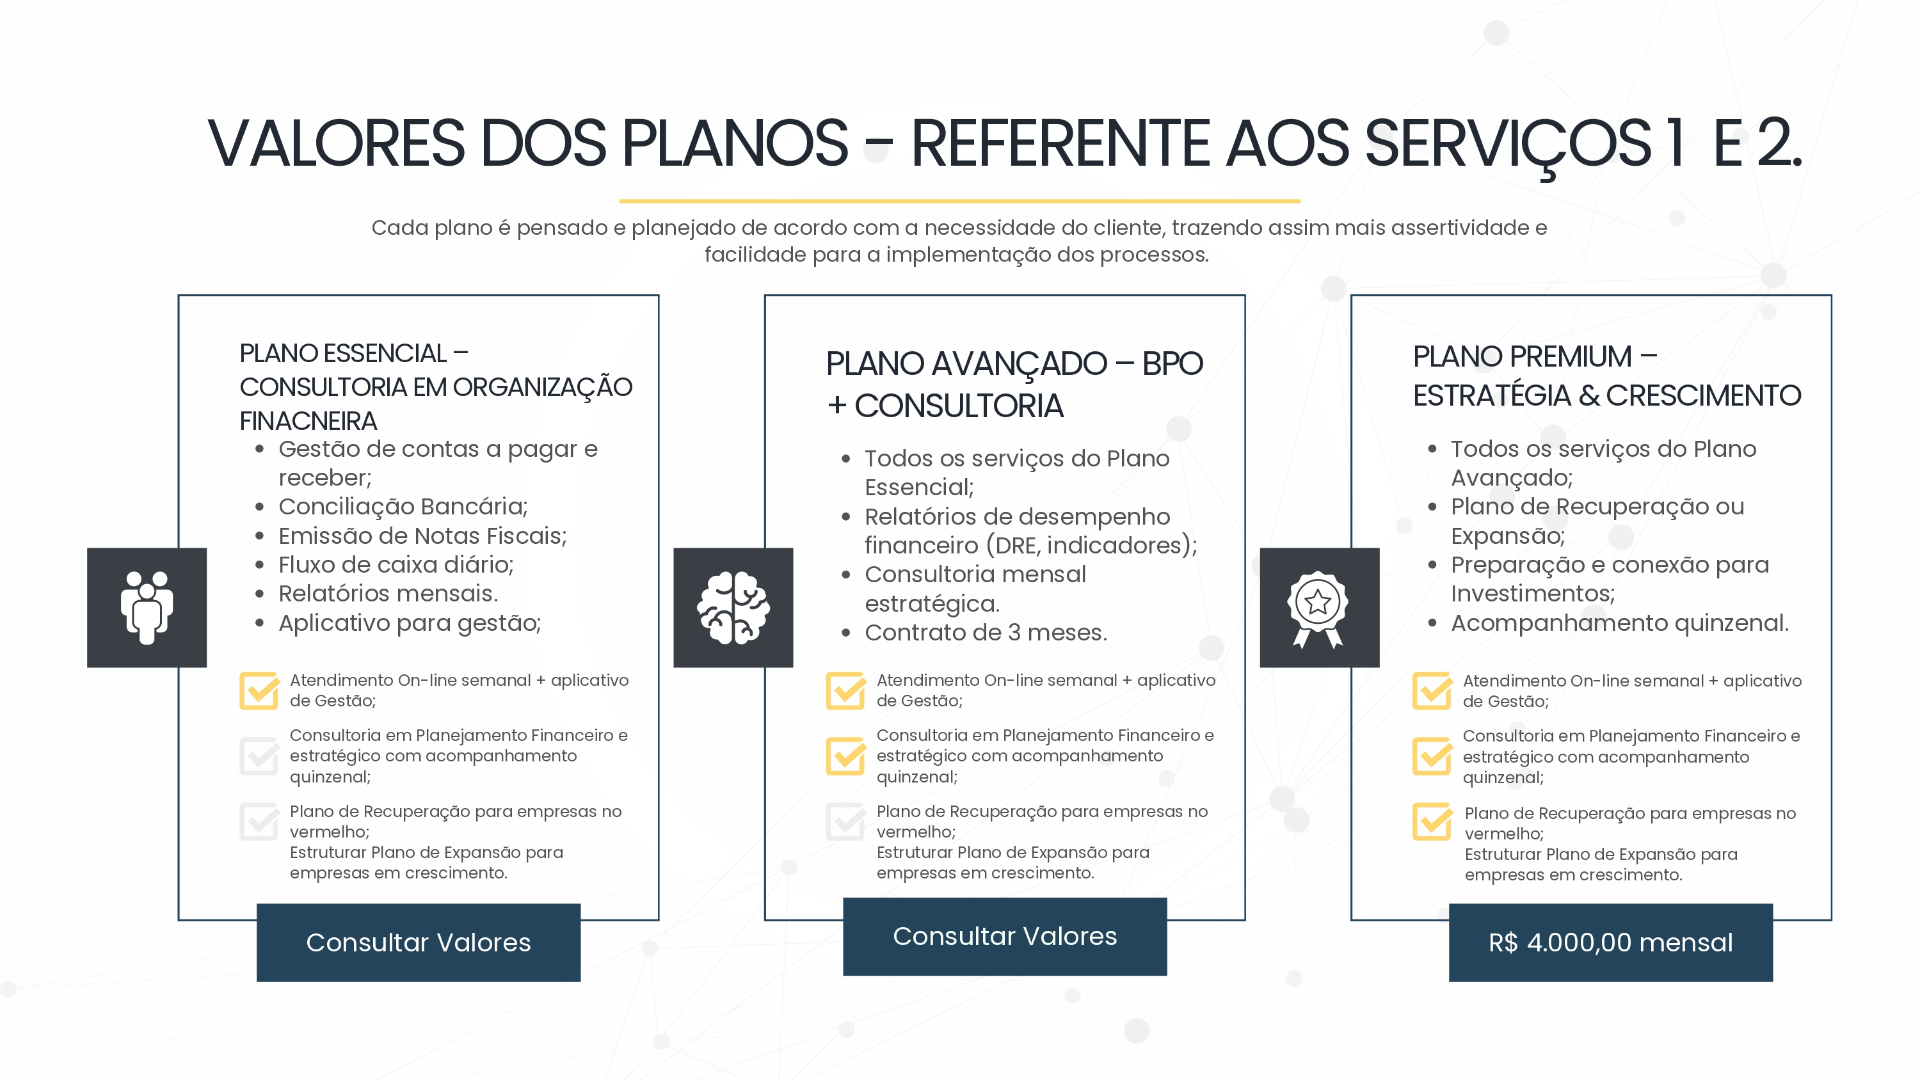 VALORES DOS PLANOS – REFERENTE AOS SERVIÇOS 1 E 2.
Cada plano é pensado e planejado de acordo com a necessidade do cliente, trazendo assim mais assertividade e
facilidade para a implementação dos processos.
PLANO ESSENCIAL –
CONSULTORIA EM ORGANIZAÇÃO
FINACNEIRA
• Gestão de contas a pagar e
receber;
• Conciliação Bancária;
• Emissão de Notas Fiscais;
• Fluxo de caixa diário;
• Relatórios mensais.
• Aplicativo para gestão;
Atendimento On-line semanal + aplicativo
de Gestão;
Consultoria em Planejamento Financeiro e
estratégico com acompanhamento
quinzenal;
Plano de Recuperação para empresas no
vermelho;
Estruturar Plano de Expansão para
empresas em crescimento.
Consultar Valores
PLANO AVANÇADO – BPO
+ CONSULTORIA
• Todos os serviços do Plano
Essencial;
• Relatórios de desempenho
financeiro (DRE, indicadores);
• Consultoria mensal
estratégica.
• Contrato de 3 meses.
Atendimento On-line semanal + aplicativo
de Gestão;
Consultoria em Planejamento Financeiro e
estratégico com acompanhamento
quinzenal;
Plano de Recuperação para empresas no
vermelho;
Estruturar Plano de Expansão para
empresas em crescimento.
Consultar Valores
PLANO PREMIUM –
ESTRATÉGIA & CRESCIMENTO
• Todos os serviços do Plano
Avançado;
• Plano de Recuperação ou
Expansão;
• Preparação e conexão para
Investimentos;
• Acompanhamento quinzenal.
Atendimento On-line semanal + aplicativo
de Gestão;
Consultoria em Planejamento Financeiro e
estratégico com acompanhamento
quinzenal;
Plano de Recuperação para empresas no
vermelho;
Estruturar Plano de Expansão para
empresas em crescimento.
R$ 4.000,00 mensal